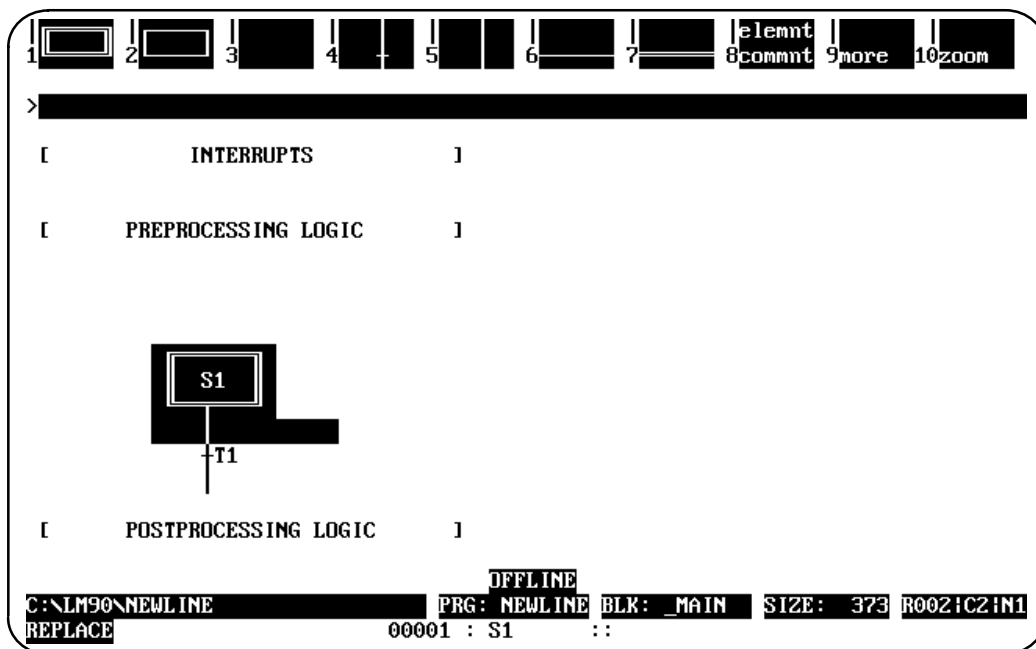 elemnt
1 2 3 4 5 6 7 8commnt 9more 10zoom
>
[ INTERRUPTS ]
[ PREPROCESSING LOGIC ]
S1
T1
[ POSTPROCESSING LOGIC ]
OFFLINE
C:\LM90\NEWLINE PRG: NEWLINE BLK: _MAIN SIZE: 373 R002¦C2¦N1
REPLACE 00001 : S1 ::